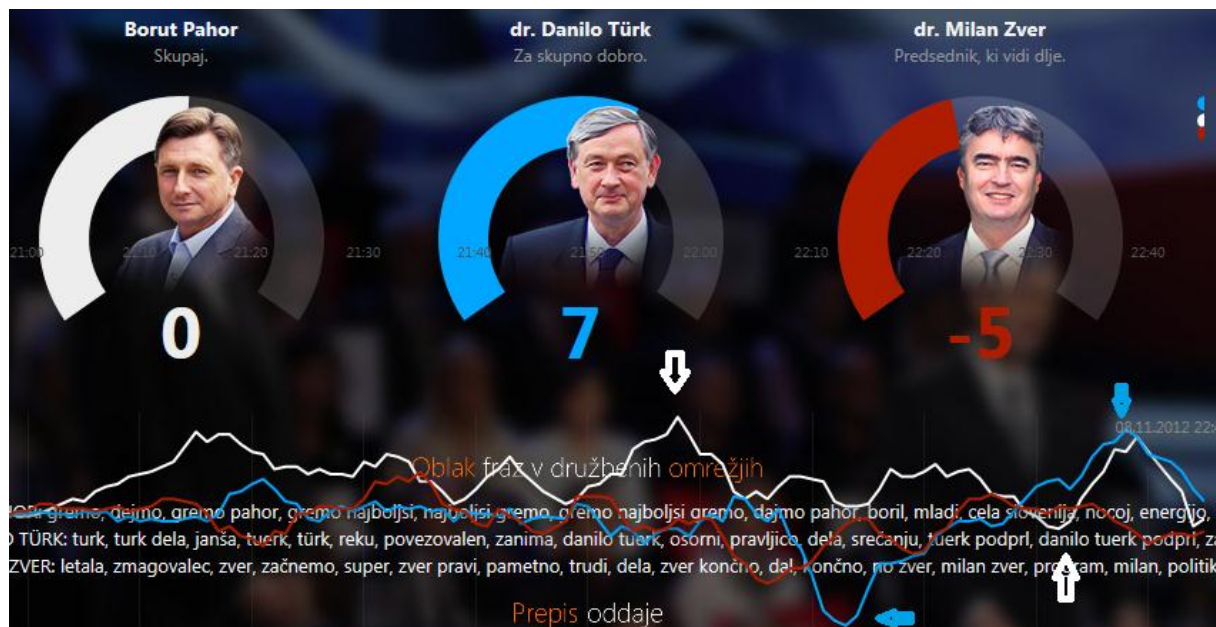 Borut Pahor
Skupaj.
dr. Danilo Türk
Za skupno dobro.
dr. Milan Zver
Predsednik, ki vidi dlje.
21:00 21:10 21:20 21:30 21:40 21:50 22:00 22:10 22:20 22:30 22:40
0
7
-5
08.11.2012
Oblak fraz v družbenih omrežjih
gremo, dejmo, gremo pahor, gremo najboljši, najboljsi gremo, gremo najboljsi gremo, dajmo pahor, boril, mladi, cela slovenija, nocoj, energijo,
TÜRK: turk, turk dela, janša, tuerk, türk, reku, povezovalen, zanima, danilo tuerk, osorni, pravljico, dela, srečanju, tuerk podprl, danilo tuerk podprl,
ZVER: letala, zmagovalec, zver, začnemo, super, zver pravi, pametno, trudi, dela, zver končno, dal, končno, no zver, milan zver, program, milan, politik
Prepis oddaje